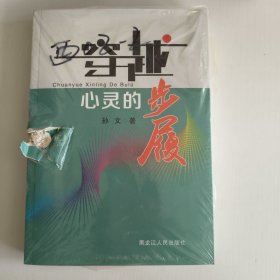 穿越
Chuanyue Xinling De Bulü
心灵的步履
孙文 著
黑龙江人民出版社